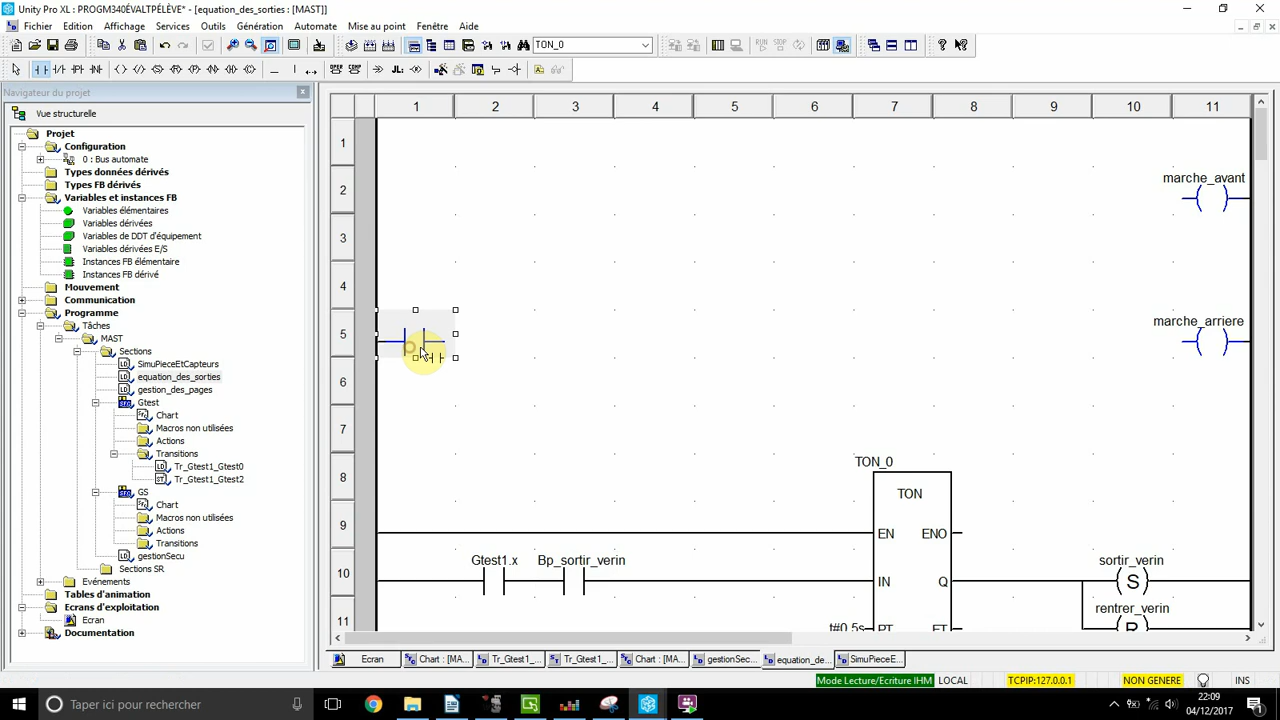 Unity Pro XL : PROGM340ÉVALTPÉLÈVE* - [equation_des_sorties : [MAST]]
Fichier Edition Affichage Services Outils Génération Automate Mise au point Fenêtre Aide
TON_0
RUN STOP
Navigateur du projet
Vue structurelle
Projet
Configuration
0 : Bus automate
Types données dérivés
Types FB dérivés
Variables et instances FB
Variables élémentaires
Variables dérivées
Variables de DDT d'équipement
Variables dérivées E/S
Instances FB élémentaire
Instances FB dérivé
Mouvement
Communication
Programme
Tâches
MAST
Sections
SimuPieceEtCapteurs
equation_des_sorties
gestion_des_pages
Gtest
Chart
Macros non utilisées
Actions
Transitions
Tr_Gtest1_Gtest0
Tr_Gtest1_Gtest2
GS
Chart
Macros non utilisées
Actions
Transitions
gestionSecu
Sections SR
Evénements
Tables d'animation
Ecrans d'exploitation
Ecran
Documentation
1 2 3 4 5 6 7 8 9 10 11
1
2
3
4
5
6
7
8
9
10
11
marche_avant
marche_arriere
TON_0
TON
EN ENO
Gtest1.x Bp_sortir_verin
IN Q
sortir_verin
S
rentrer_verin
R
t#0.5s PT ET
Ecran Chart : [MA... Tr_Gtest1_... Tr_Gtest1_... Chart : [MA... gestionSec... equation_de... SimuPieceE...
Mode Lecture/Ecriture IHM LOCAL TCPIP:127.0.0.1 NON GENERE INS
Taper ici pour rechercher
22:09
04/12/2017